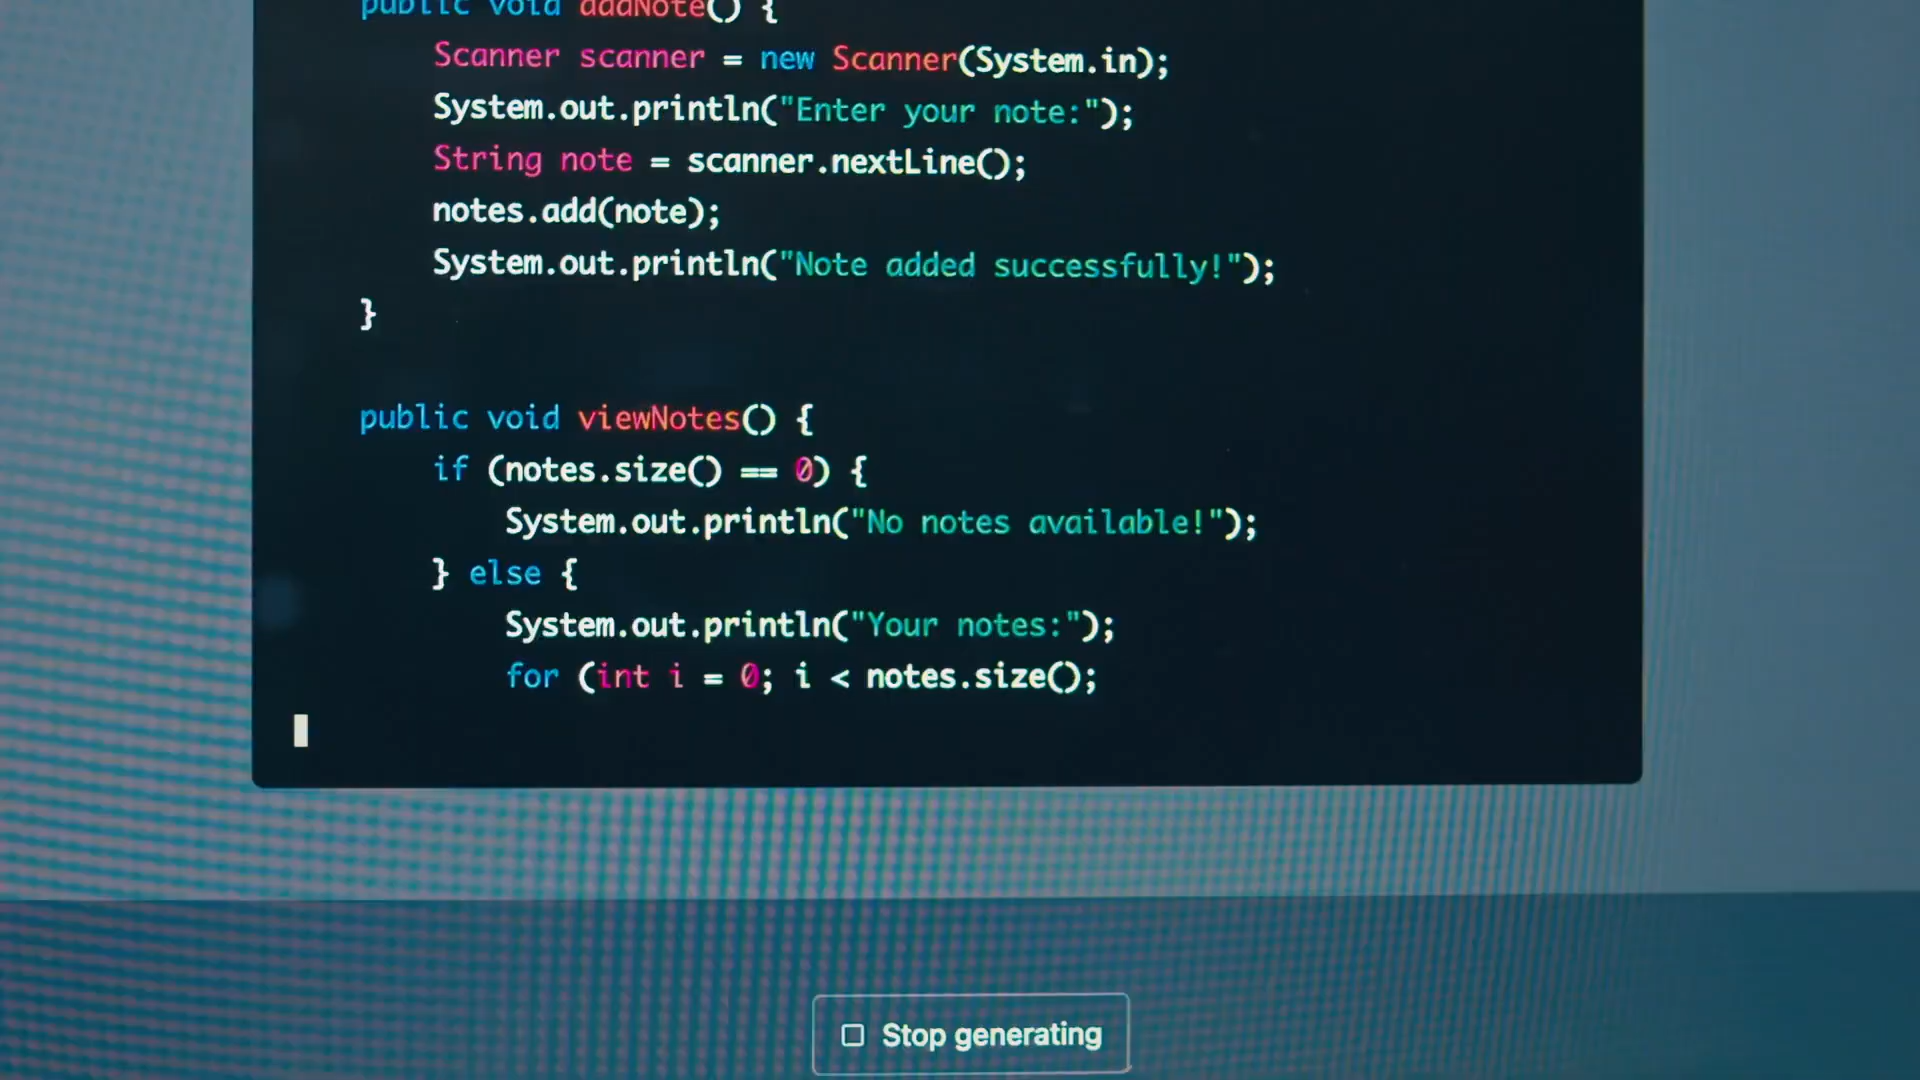 public void addNote() {
Scanner scanner = new Scanner(System.in);
System.out.println("Enter your note:");
String note = scanner.nextLine();
notes.add(note);
System.out.println("Note added successfully!");
}
public void viewNotes() {
if (notes.size() == 0) {
System.out.println("No notes available!");
} else {
System.out.println("Your notes:");
for (int i = 0; i < notes.size();
Stop generating